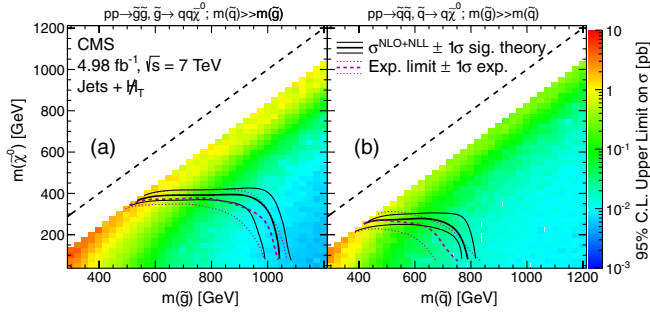 pp→g̃g̃, g̃→ qqχ̃⁰; m(q̃)>>m(g̃)
pp→q̃q̃, q̃→ qχ̃⁰; m(g̃)>>m(q̃)
CMS
4.98 fb⁻¹, √s = 7 TeV
Jets + H̸_T
σ^NLO+NLL ± 1σ sig. theory
Exp. limit ± 1σ exp.
(a)
(b)
m(χ̃⁰) [GeV]
1200
1000
800
600
400
200
400
600
800
1000
m(g̃) [GeV]
400
600
800
1000
1200
m(q̃) [GeV]
10
1
10⁻¹
10⁻²
10⁻³
95% C.L. Upper Limit on σ [pb]